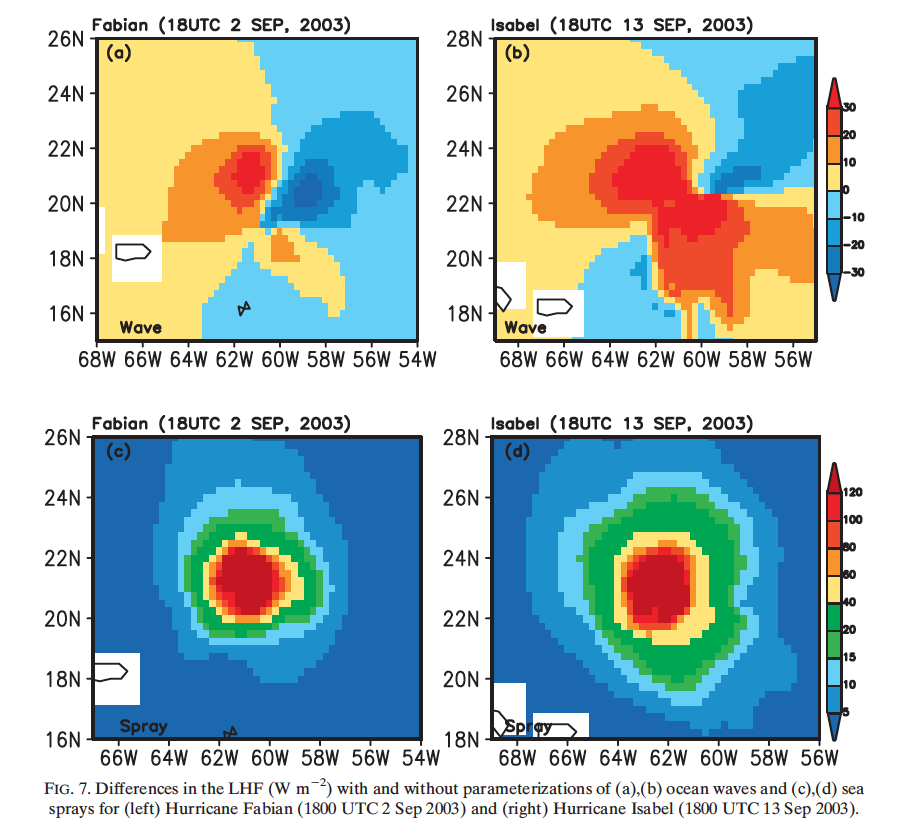 Fabian (18UTC 2 SEP, 2003)
Isabel (18UTC 13 SEP, 2003)
26N
(a)
24N
22N
20N
18N
16N
Wave
68W 66W 64W 62W 60W 58W 56W 54W
28N
(b)
26N
24N
22N
20N
18N
Wave
68W 66W 64W 62W 60W 58W 56W
30
20
10
0
-10
-20
-30
Fabian (18UTC 2 SEP, 2003)
Isabel (18UTC 13 SEP, 2003)
26N
(c)
24N
22N
20N
18N
16N
Spray
66W 64W 62W 60W 58W 56W 54W
28N
(d)
26N
24N
22N
20N
18N
Spray
68W 66W 64W 62W 60W 58W 56W
120
100
80
60
40
20
15
10
5
FIG. 7. Differences in the LHF (W m−2) with and without parameterizations of (a),(b) ocean waves and (c),(d) sea
sprays for (left) Hurricane Fabian (1800 UTC 2 Sep 2003) and (right) Hurricane Isabel (1800 UTC 13 Sep 2003).